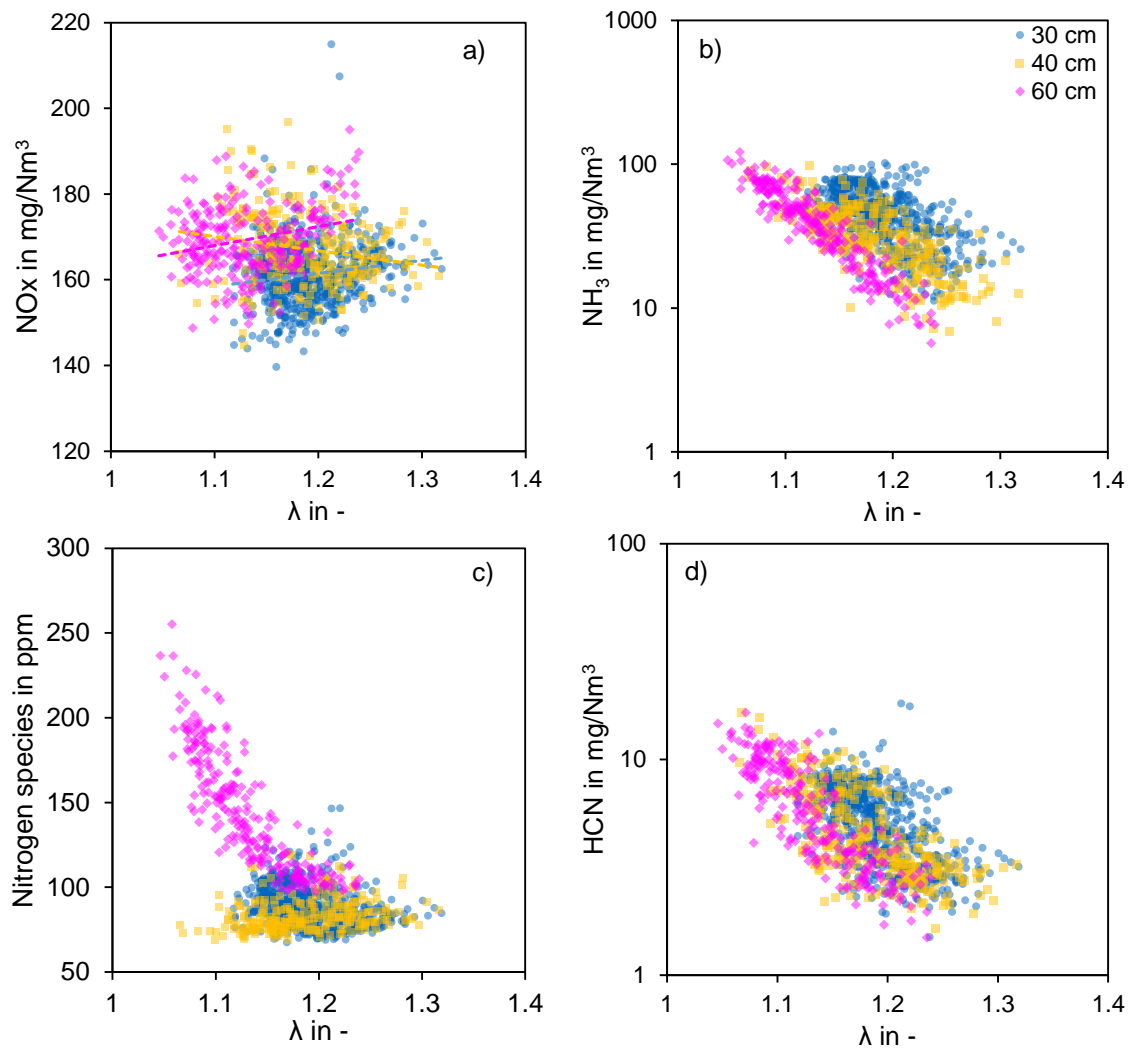 220
200
180
160
140
120
NOx in mg/Nm³
a)
1 1.1 1.2 1.3 1.4
λ in -
1000
100
10
1
NH₃ in mg/Nm³
b)
30 cm
40 cm
60 cm
1 1.1 1.2 1.3 1.4
λ in -
300
250
200
150
100
50
Nitrogen species in ppm
c)
1 1.1 1.2 1.3 1.4
λ in -
100
10
1
HCN in mg/Nm³
d)
1 1.1 1.2 1.3 1.4
λ in -